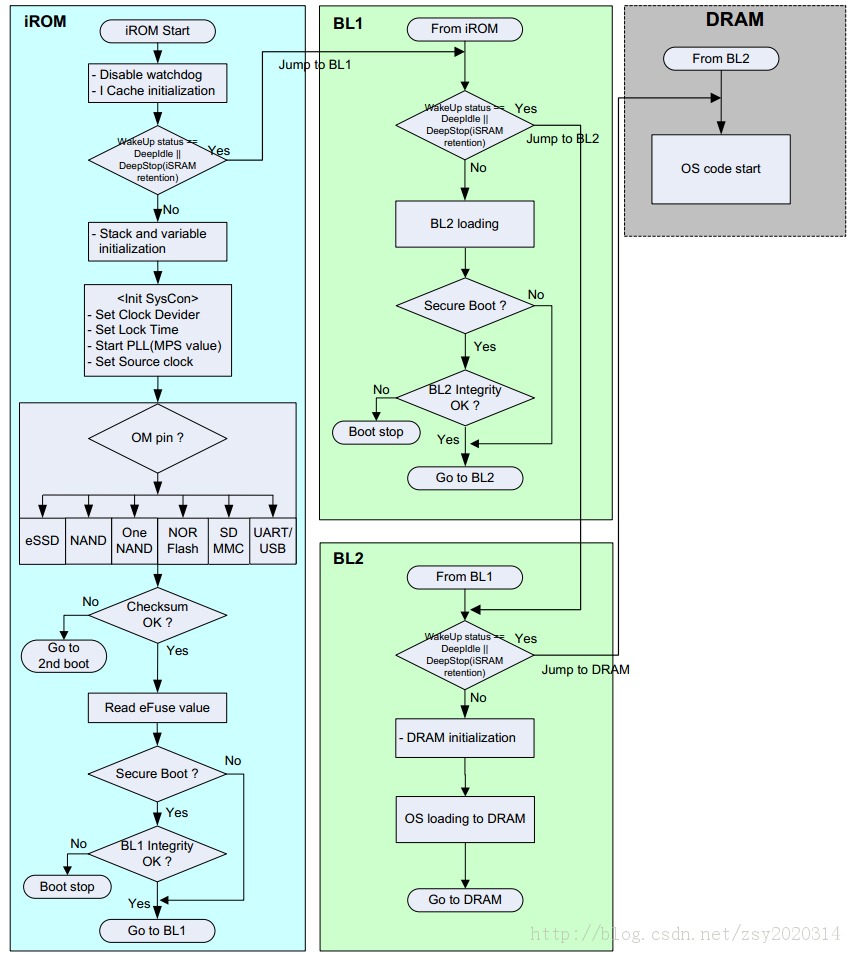 iROM
iROM Start
- Disable watchdog
- I Cache initialization
WakeUp status ==
DeepIdle ||
DeepStop(iSRAM
retention)
Yes
Jump to BL1
No
- Stack and variable
initialization
<Init SysCon>
- Set Clock Devider
- Set Lock Time
- Start PLL(MPS value)
- Set Source clock
OM pin ?
eSSD
NAND
One
NAND
NOR
Flash
SD
MMC
UART/
USB
Checksum
OK ?
No
Go to
2nd boot
Yes
Read eFuse value
Secure Boot ?
No
Yes
BL1 Integrity
OK ?
No
Boot stop
Yes
Go to BL1
BL1
From iROM
WakeUp status ==
DeepIdle ||
DeepStop(iSRAM
retention)
Yes
Jump to BL2
No
BL2 loading
Secure Boot ?
No
Yes
BL2 Integrity
OK ?
No
Boot stop
Yes
Go to BL2
BL2
From BL1
WakeUp status ==
DeepIdle ||
DeepStop(iSRAM
retention)
Yes
Jump to DRAM
No
- DRAM initialization
OS loading to DRAM
Go to DRAM
DRAM
From BL2
OS code start
http://blog.csdn.net/zsy2020314